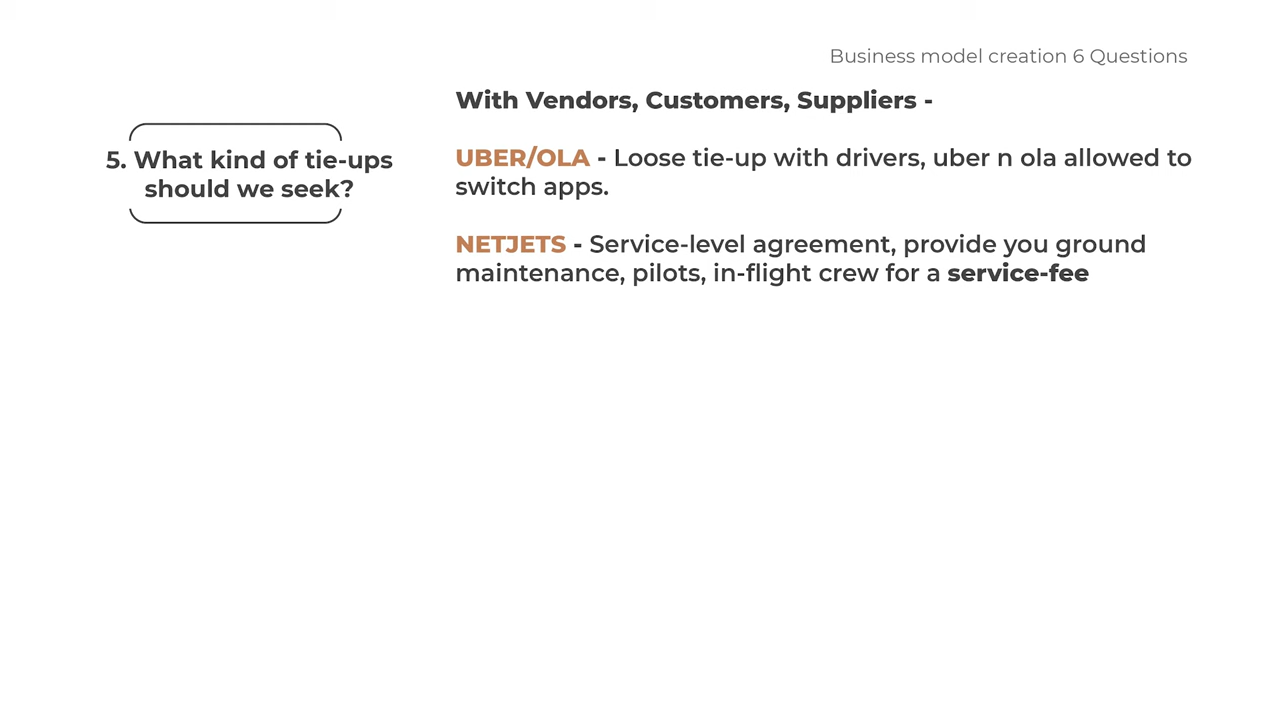 Business model creation 6 Questions
With Vendors, Customers, Suppliers -
5. What kind of tie-ups
should we seek?
UBER/OLA - Loose tie-up with drivers, uber n ola allowed to
switch apps.
NETJETS - Service-level agreement, provide you ground
maintenance, pilots, in-flight crew for a service-fee